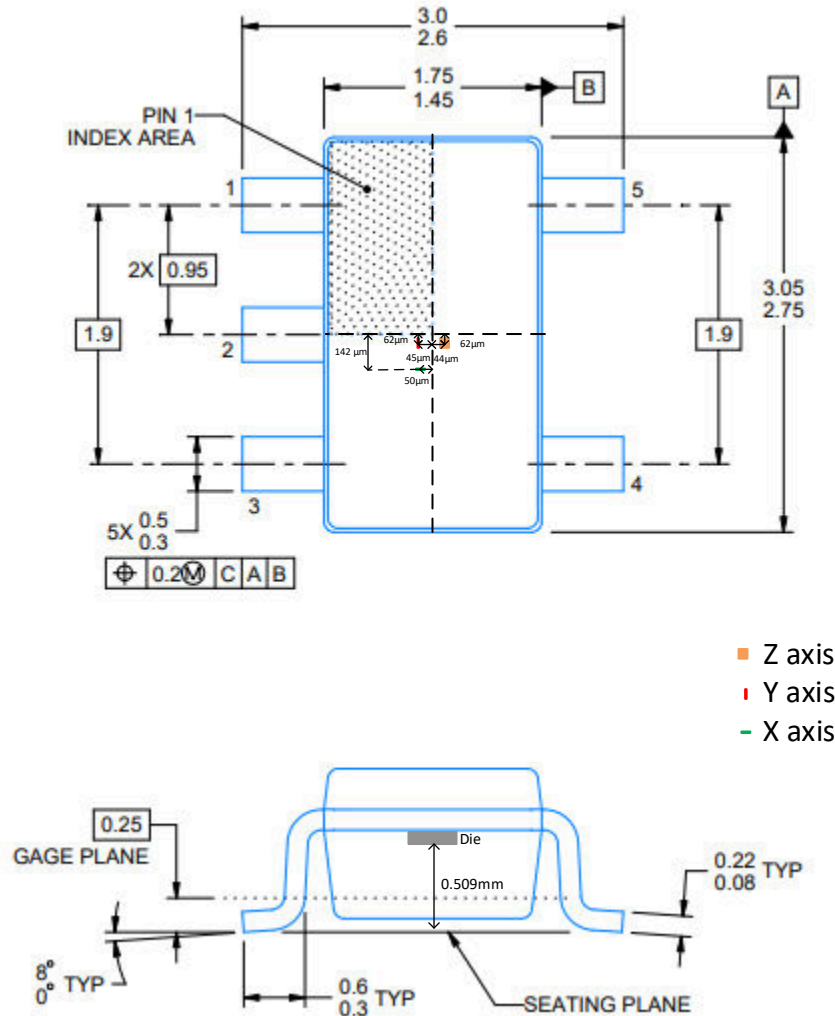 3.0
2.6
1.75
1.45
B
A
PIN 1
INDEX AREA
1
5
2X 0.95
1.9
3.05
2.75
1.9
2
62µm
62µm
142 µm
45µm
44µm
50µm
3
4
5X 0.5
0.3
0.2Ⓜ C A B
Z axis
Y axis
X axis
0.25
GAGE PLANE
Die
0.509mm
0.22
0.08 TYP
8°
0° TYP
0.6
0.3 TYP
SEATING PLANE